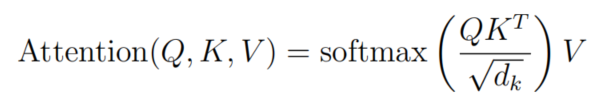 Attention(Q, K, V) = softmax(QK^T / √d_k)V